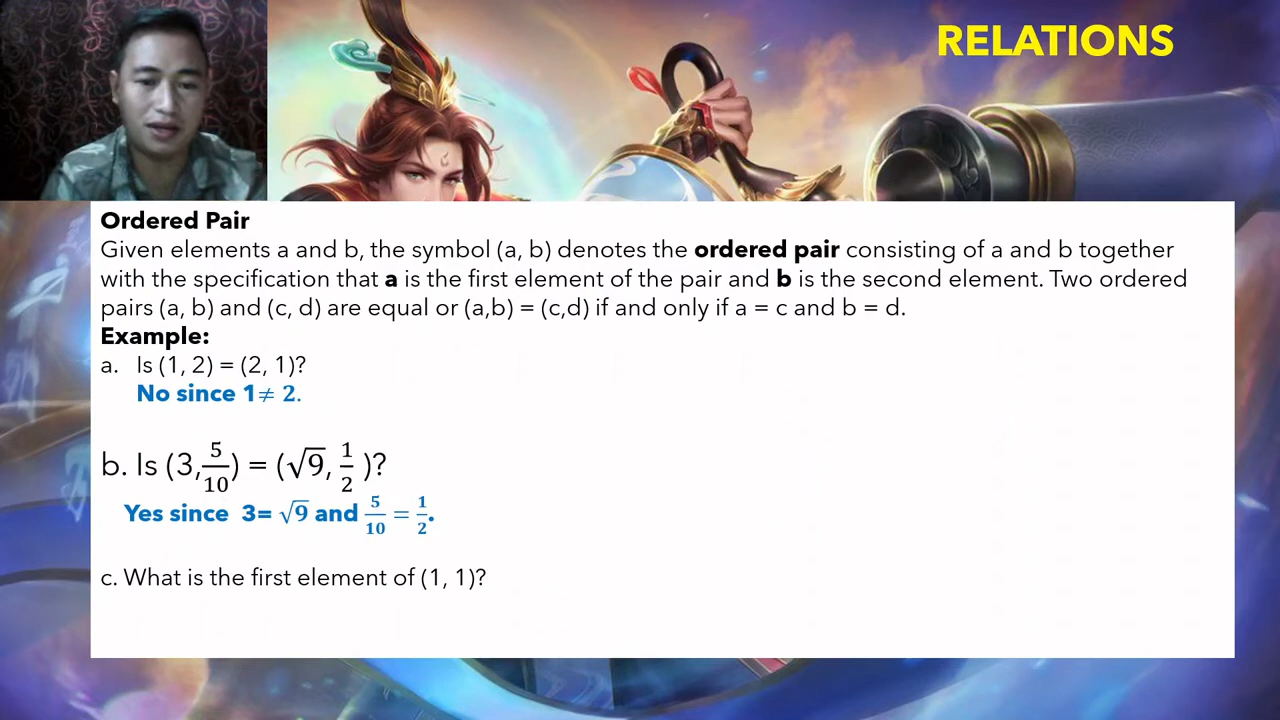 RELATIONS
Ordered Pair
Given elements a and b, the symbol (a, b) denotes the ordered pair consisting of a and b together
with the specification that a is the first element of the pair and b is the second element. Two ordered
pairs (a, b) and (c, d) are equal or (a,b) = (c,d) if and only if a = c and b = d.
Example:
a. Is (1, 2) = (2, 1)?
No since 1≠ 2.
b. Is (3,5/10) = (√9, 1/2 )?
Yes since 3= √9 and 5/10 = 1/2.
c. What is the first element of (1, 1)?